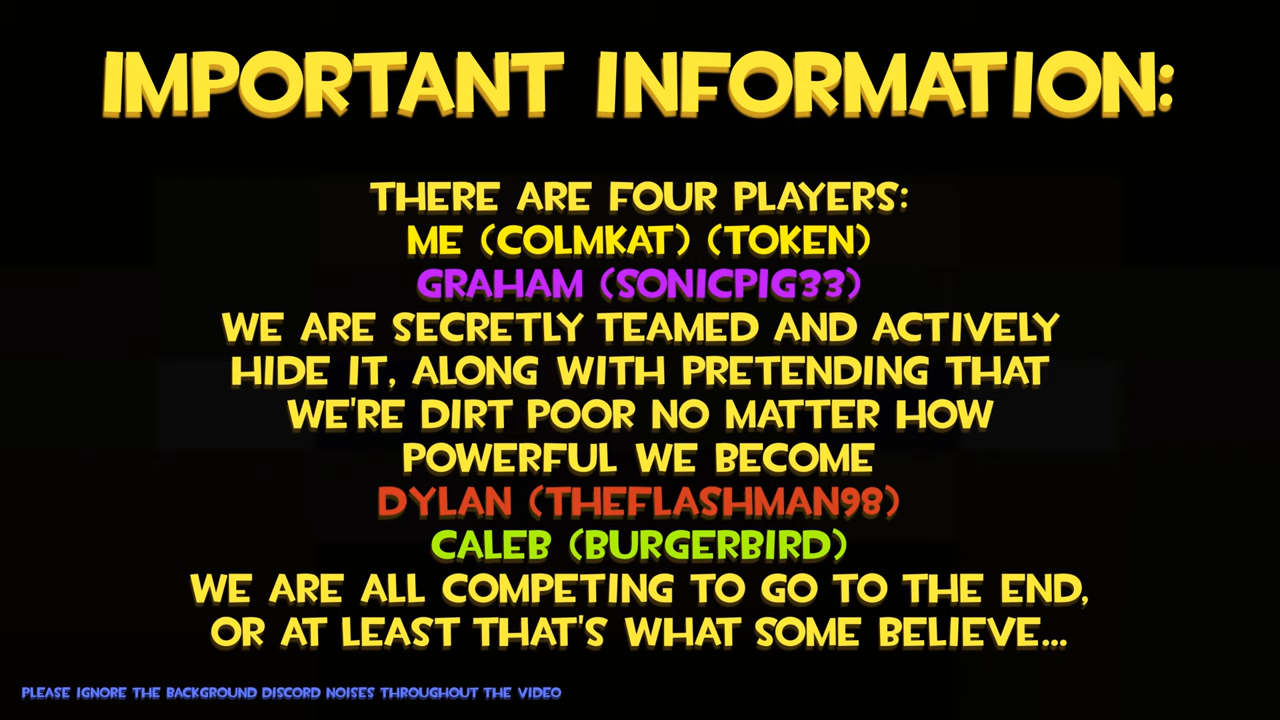 IMPORTANT INFORMATION:
THERE ARE FOUR PLAYERS:
ME (COLMKAT) (TOKEN)
GRAHAM (SONICPIG33)
WE ARE SECRETLY TEAMED AND ACTIVELY
HIDE IT, ALONG WITH PRETENDING THAT
WE'RE DIRT POOR NO MATTER HOW
POWERFUL WE BECOME
DYLAN (THEFLASHMAN98)
CALEB (BURGERBIRD)
WE ARE ALL COMPETING TO GO TO THE END,
OR AT LEAST THAT'S WHAT SOME BELIEVE...
PLEASE IGNORE THE BACKGROUND DISCORD NOISES THROUGHOUT THE VIDEO